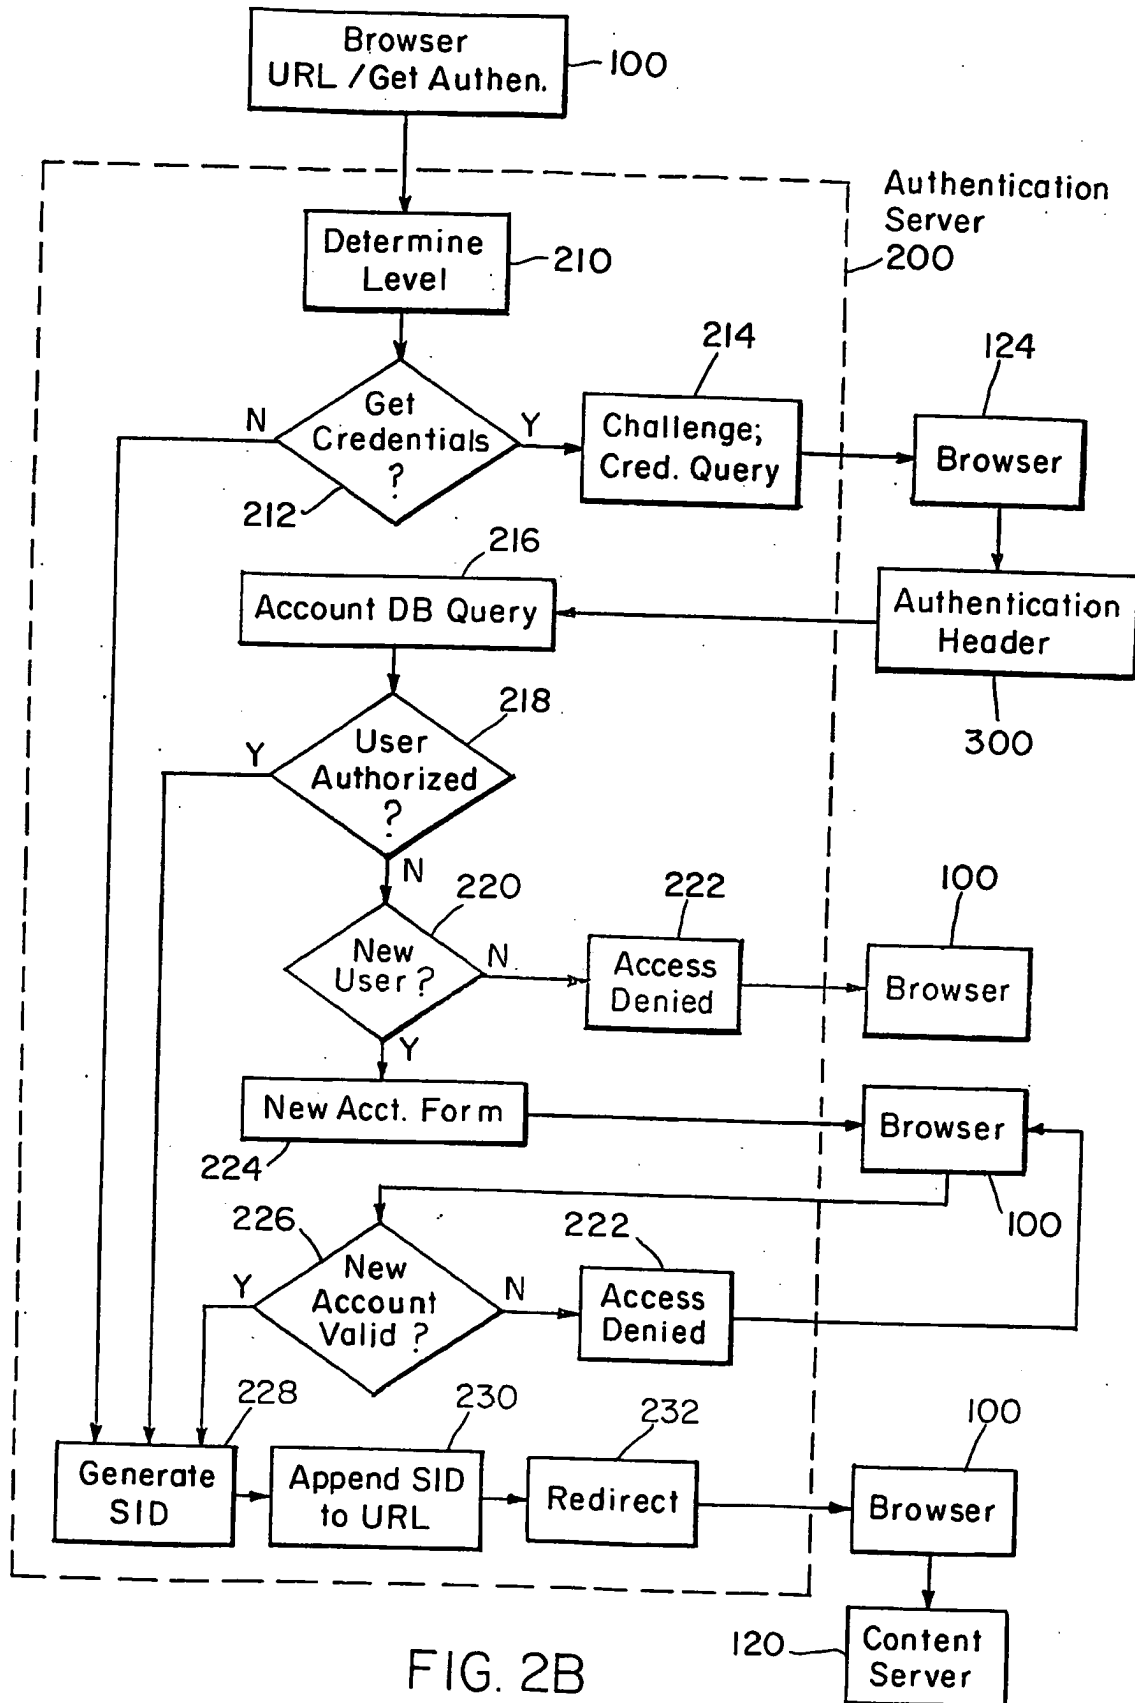 Browser
URL / Get Authen.
100
Authentication
Server
200
Determine
Level
210
214
124
Get
Credentials
?
N
Y
212
Challenge;
Cred. Query
Browser
216
Account DB Query
Authentication
Header
300
218
User
Authorized
?
Y
N
220
222
100
New
User ?
N
Y
Access
Denied
Browser
New Acct. Form
224
Browser
100
226
222
New
Account
Valid ?
Y
N
Access
Denied
228
230
232
100
Generate
SID
Append SID
to URL
Redirect
Browser
120
Content
Server
FIG. 2B